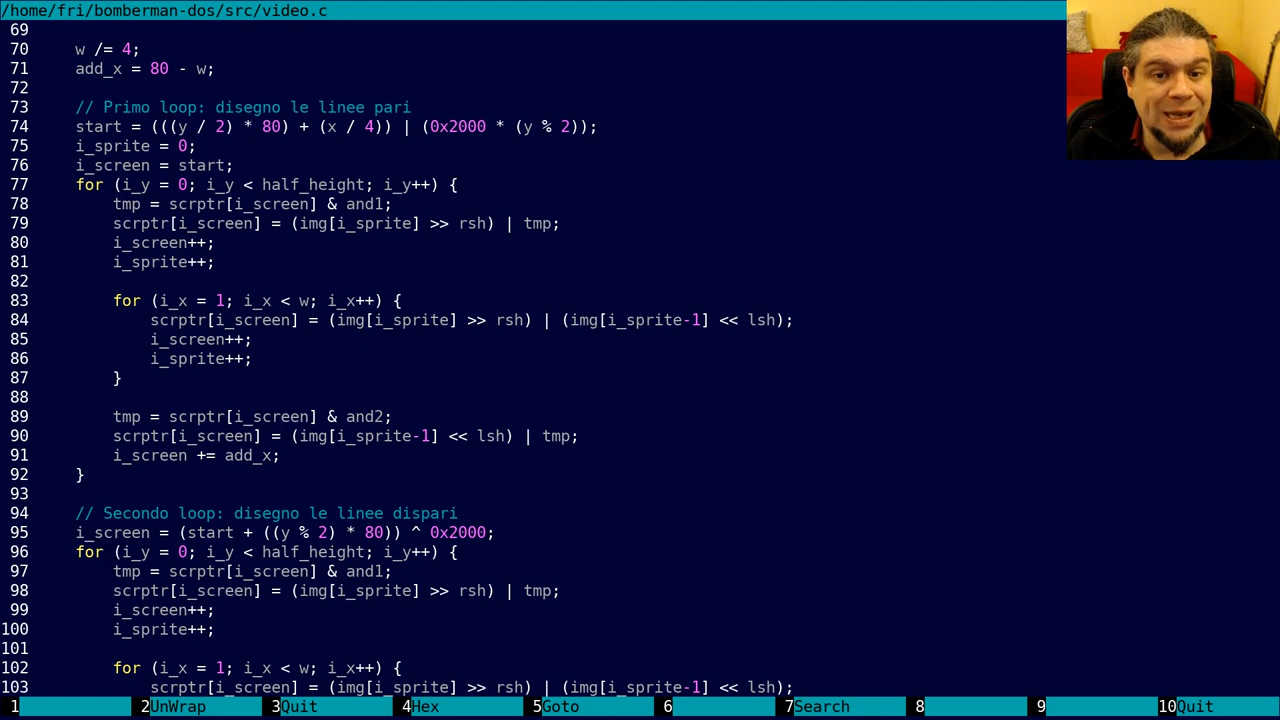 /home/fri/bomberman-dos/src/video.c
69
70     w /= 4;
71     add_x = 80 - w;
72
73     // Primo loop: disegno le linee pari
74     start = (((y / 2) * 80) + (x / 4)) | (0x2000 * (y % 2));
75     i_sprite = 0;
76     i_screen = start;
77     for (i_y = 0; i_y < half_height; i_y++) {
78         tmp = scrptr[i_screen] & and1;
79         scrptr[i_screen] = (img[i_sprite] >> rsh) | tmp;
80         i_screen++;
81         i_sprite++;
82
83         for (i_x = 1; i_x < w; i_x++) {
84             scrptr[i_screen] = (img[i_sprite] >> rsh) | (img[i_sprite-1] << lsh);
85             i_screen++;
86             i_sprite++;
87         }
88
89         tmp = scrptr[i_screen] & and2;
90         scrptr[i_screen] = (img[i_sprite-1] << lsh) | tmp;
91         i_screen += add_x;
92     }
93
94     // Secondo loop: disegno le linee dispari
95     i_screen = (start + ((y % 2) * 80)) ^ 0x2000;
96     for (i_y = 0; i_y < half_height; i_y++) {
97         tmp = scrptr[i_screen] & and1;
98         scrptr[i_screen] = (img[i_sprite] >> rsh) | tmp;
99         i_screen++;
100         i_sprite++;
101
102         for (i_x = 1; i_x < w; i_x++) {
103             scrptr[i_screen] = (img[i_sprite] >> rsh) | (img[i_sprite-1] << lsh);
1 2UnWrap 3Quit 4Hex 5Goto 6 7Search 8 9 10Quit